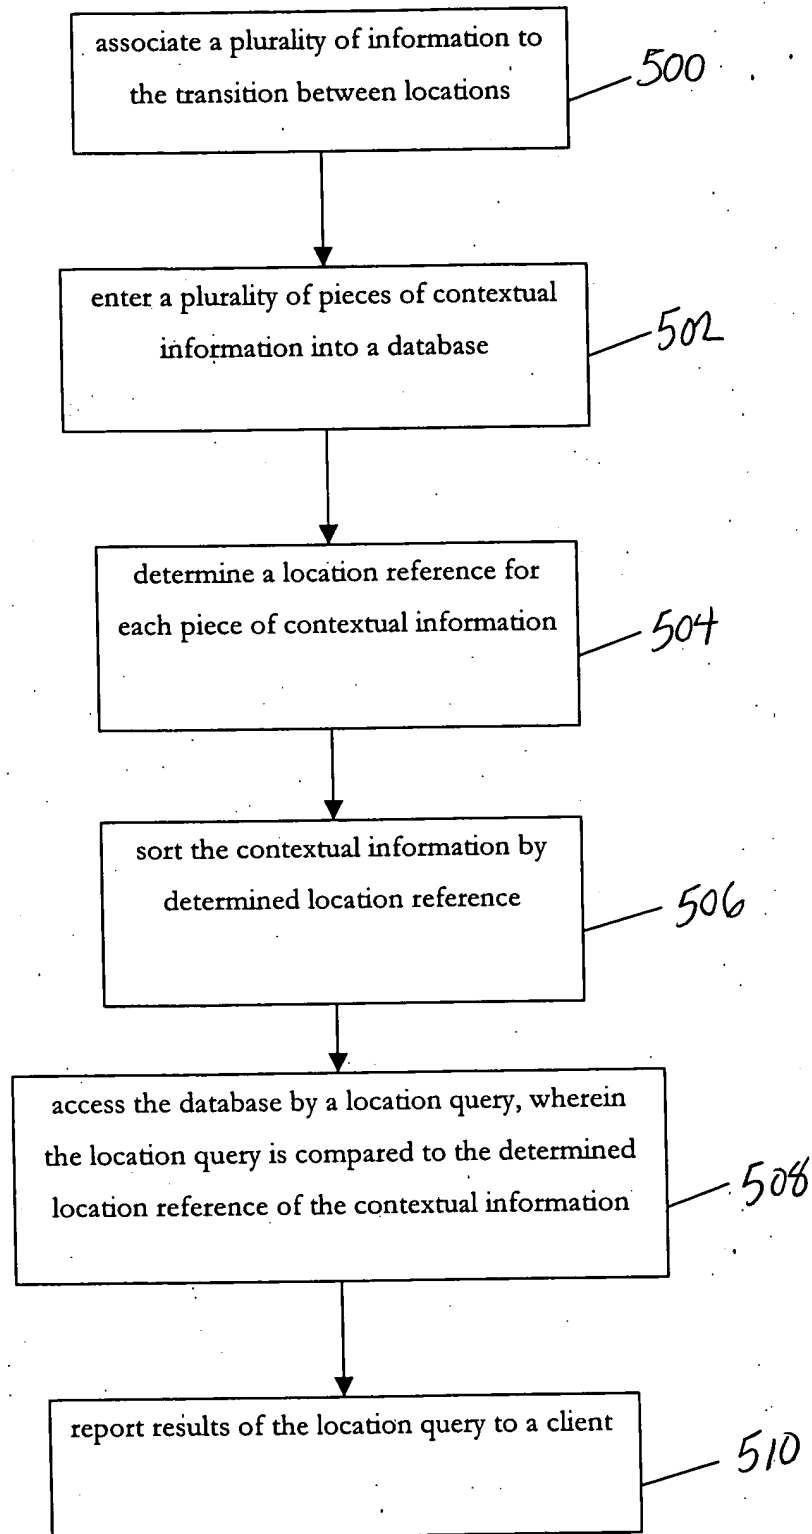 associate a plurality of information to
the transition between locations
500
enter a plurality of pieces of contextual
information into a database
502
determine a location reference for
each piece of contextual information
504
sort the contextual information by
determined location reference
506
access the database by a location query, wherein
the location query is compared to the determined
location reference of the contextual information
508
report results of the location query to a client
510